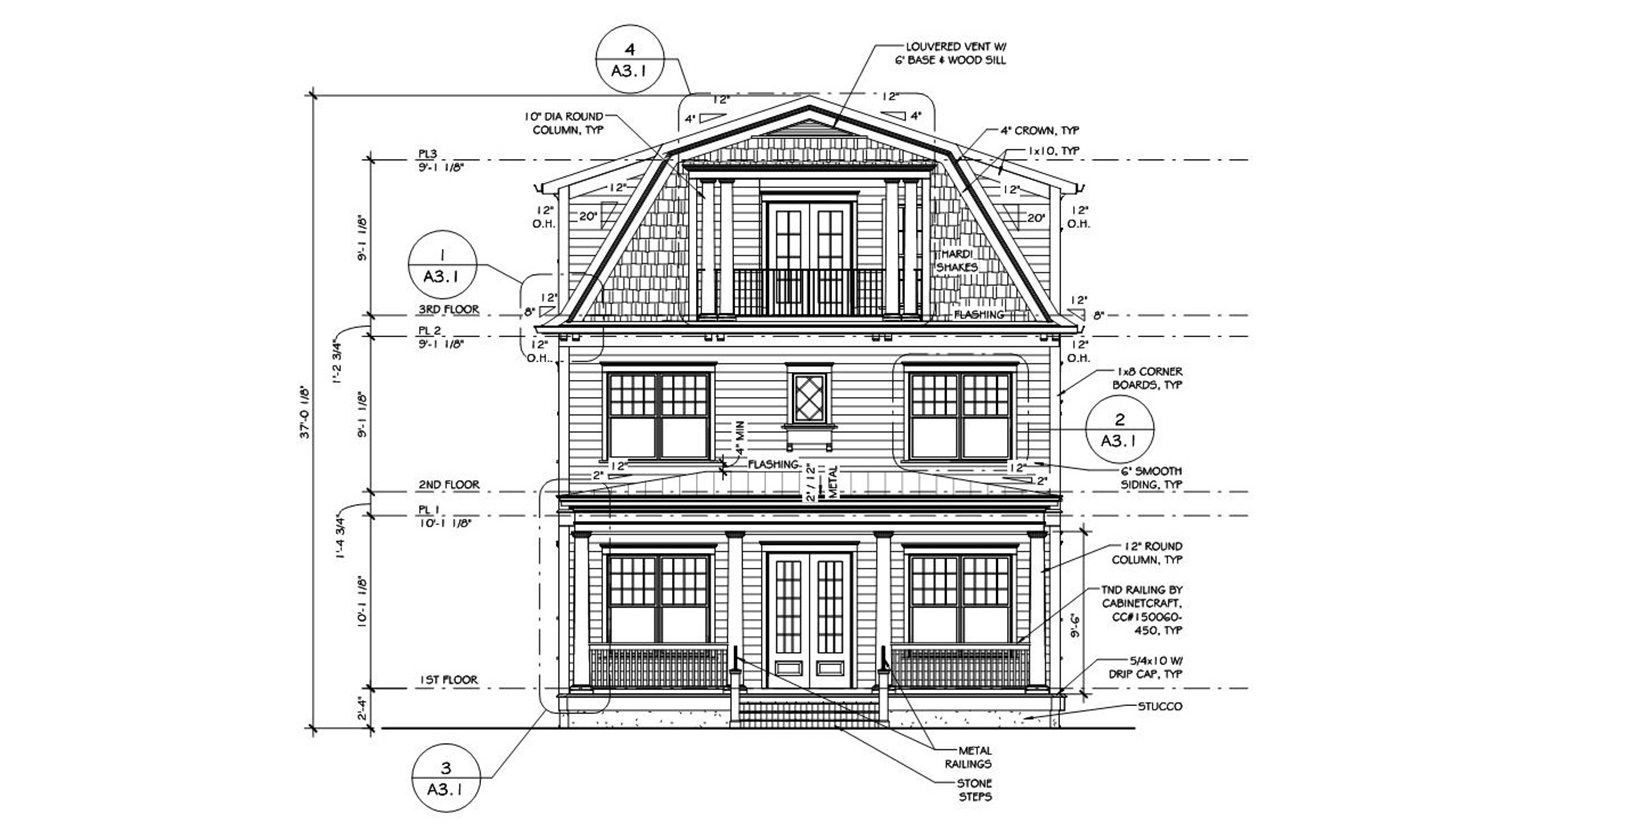 4
A3.1
LOUVERED VENT W/
6" BASE & WOOD SILL
12"
12"
4"
4"
10" DIA ROUND
COLUMN, TYP
4" CROWN, TYP
1x10, TYP
PL3
9'-1 1/8"
12"
12"
20"
20"
12"
O.H.
12"
O.H.
9'-1 1/8"
1
A3.1
HARDI
SHAKES
12"
8"
12"
8"
3RD FLOOR
FLASHING
PL 2
9'-1 1/8"
12"
O.H.
12"
O.H.
1'-2 3/4"
1x8 CORNER
BOARDS, TYP
37'-0 1/8"
9'-1 1/8"
2
A3.1
4" MIN
FLASHING
12"
2"
2" / 12"
METAL
12"
2"
6" SMOOTH
SIDING, TYP
2ND FLOOR
PL 1
10'-1 1/8"
1'-4 3/4"
12" ROUND
COLUMN, TYP
TND RAILING BY
CABINETCRAFT,
CC#150060-
450, TYP
10'-1 1/8"
9'-6"
5/4x10 W/
DRIP CAP, TYP
1ST FLOOR
2'-4"
STUCCO
METAL
RAILINGS
3
A3.1
STONE
STEPS